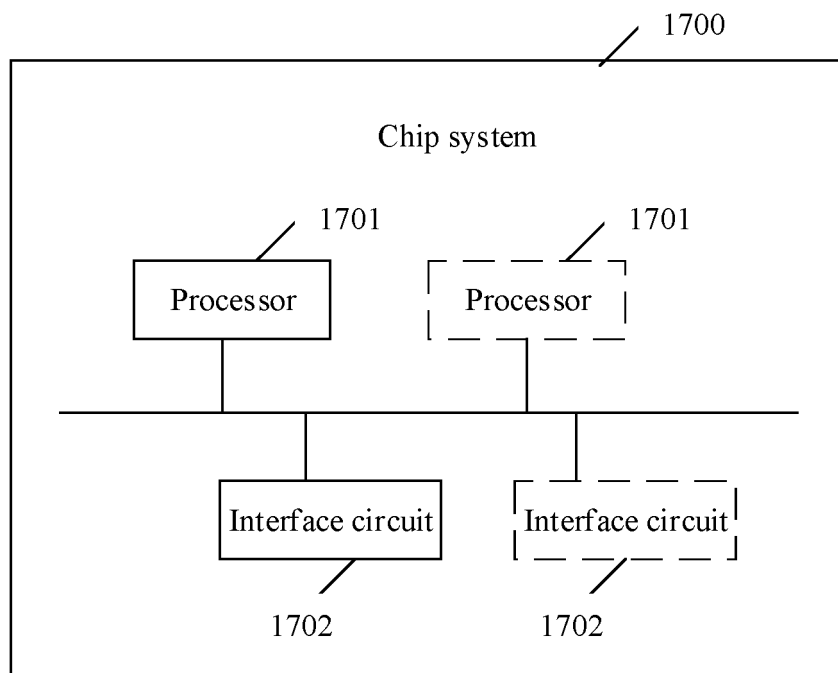 1700
Chip system
1701
1701
Processor
Processor
Interface circuit
Interface circuit
1702
1702